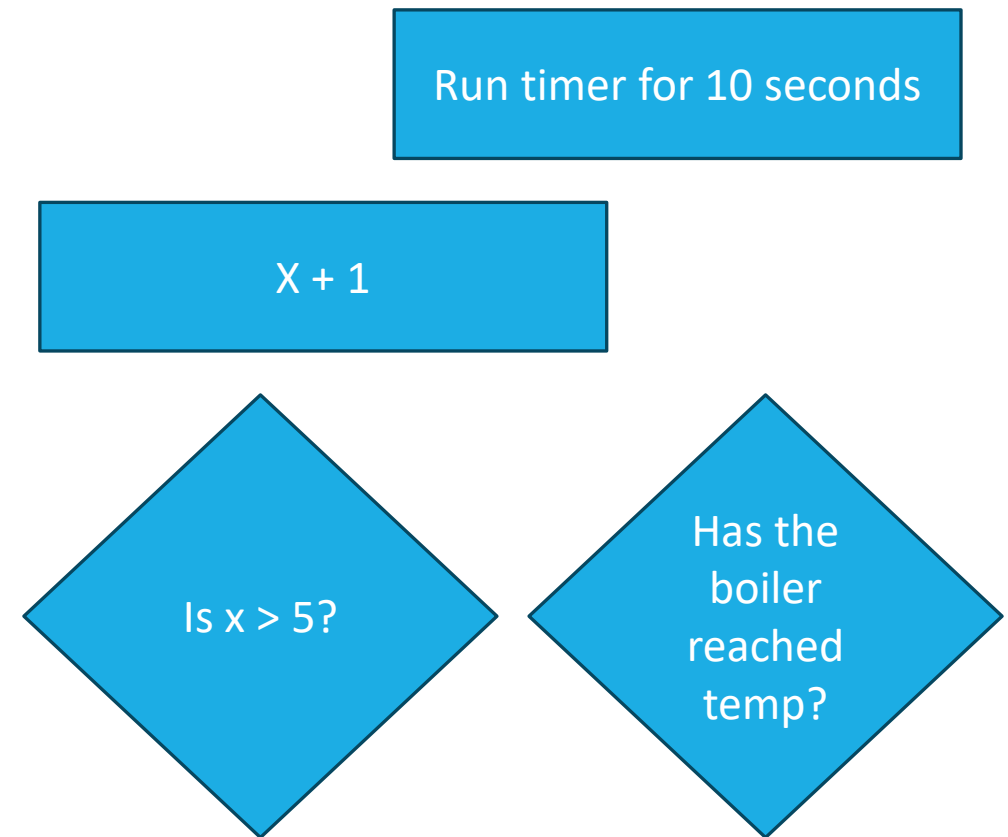 Run timer for 10 seconds
X + 1
Is x > 5?
Has the
boiler
reached
temp?